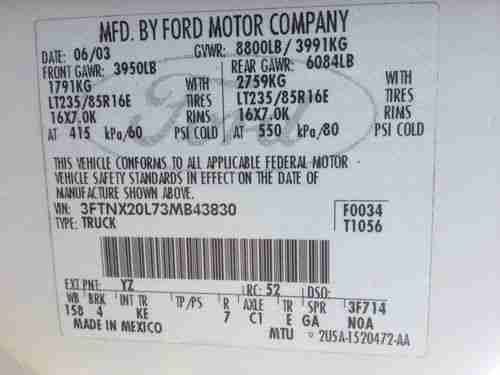 MFD. BY FORD MOTOR COMPANY
DATE: 06/03 GVWR: 8800LB/ 3991KG
FRONT GAWR: 3950LB REAR GAWR: 6084LB
1791KG WITH 2759KG WITH
LT235/85R16E TIRES LT235/85R16E TIRES
16X7.0K RIMS 16X7.0K RIMS
AT 415 kPa/60 PSI COLD AT 550 kPa/80 PSI COLD
THIS VEHICLE CONFORMS TO ALL APPLICABLE FEDERAL MOTOR
VEHICLE SAFETY STANDARDS IN EFFECT ON THE DATE OF
MANUFACTURE SHOWN ABOVE.
VIN: 3FTNX20L73MB43830 F0034
TYPE: TRUCK T1056
EXT PNT: YZ RC: 52 DSO:
WB BRK INT TR TP/PS R AXLE TR SPR 3F714
158 4 KE 7 C1 E GA NOA
MADE IN MEXICO MTU 2U5A-1520472-AA
Ford